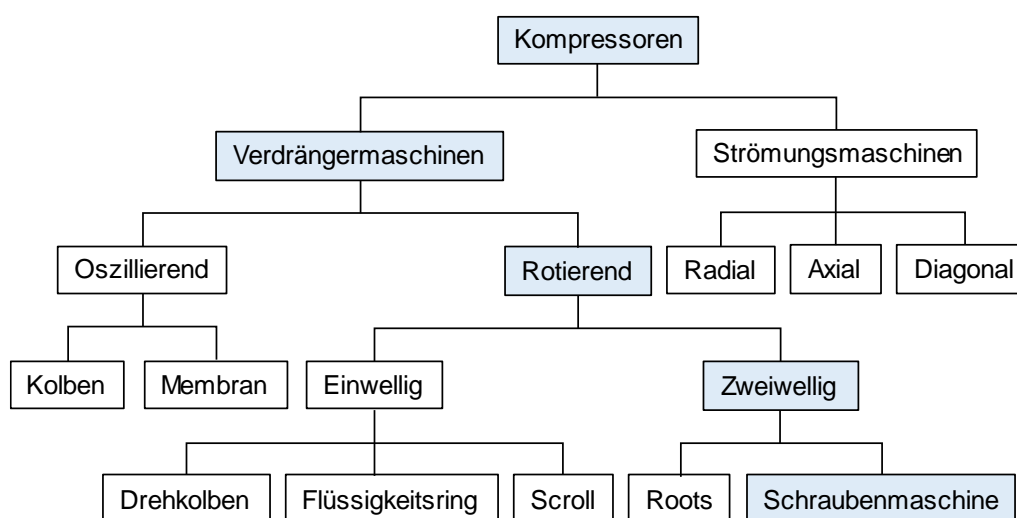 Kompressoren
Verdrängermaschinen
Strömungsmaschinen
Oszillierend
Rotierend
Radial
Axial
Diagonal
Kolben
Membran
Einwellig
Zweiwellig
Drehkolben
Flüssigkeitsring
Scroll
Roots
Schraubenmaschine